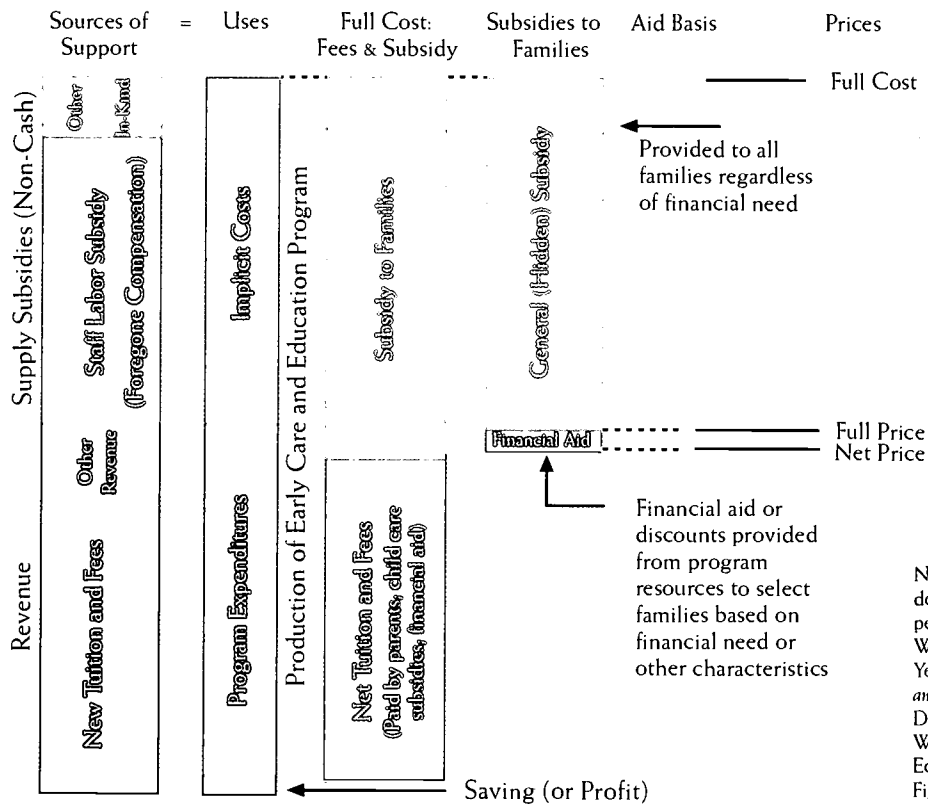 Sources of Support
=
Uses
Full Cost:
Fees & Subsidy
Subsidies to
Families
Aid Basis
Prices
Supply Subsidies (Non-Cash)
Revenue
Other
In-Kind
Staff Labor Subsidy
(Foregone Compensation)
Other
Revenue
New Tuition and Fees
Implicit Costs
Program Expenditures
Production of Early Care and Education Program
Subsidy to Families
Net Tuition and Fees
(Paid by parents, child care
subsidies, financial aid)
General (Hidden) Subsidy
Financial Aid
Full Cost
Provided to all
families regardless
of financial need
Full Price
Net Price
Financial aid or
discounts provided
from program
resources to select
families based on
financial need or
other characteristics
Saving (or Profit)